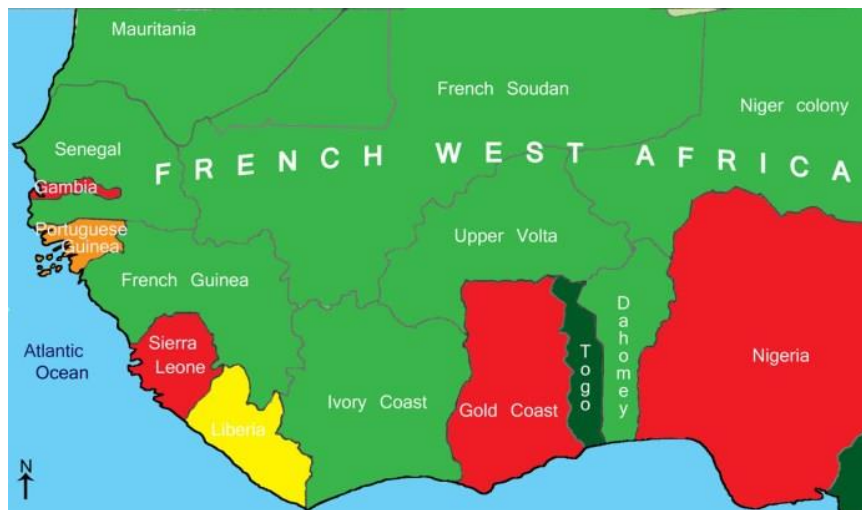 Mauritania
French Soudan
Niger colony
Senegal
FRENCH WEST AFRICA
Gambia
Portuguese
Guinea
Upper Volta
French Guinea
Dahomey
Sierra
Leone
Atlantic
Ocean
Togo
Nigeria
Ivory Coast
Gold Coast
Liberia
N